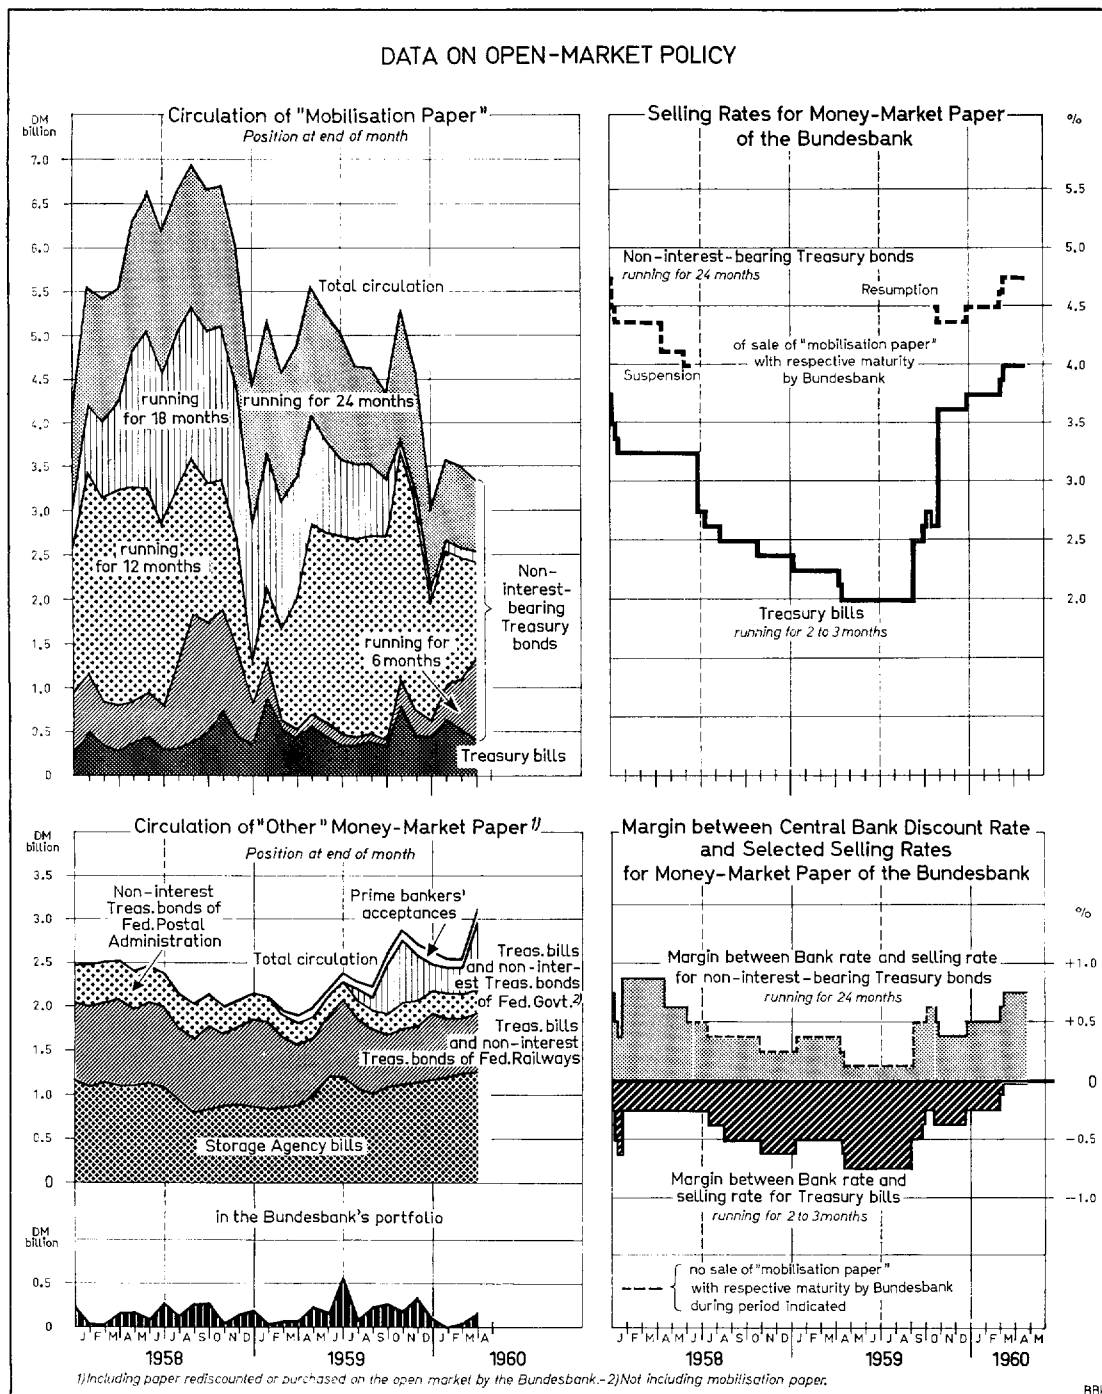 DATA ON OPEN-MARKET POLICY
Circulation of "Mobilisation Paper"
Position at end of month
DM
billion
7.0
6.5
6.0
5.5
5.0
4.5
4.0
3.5
3.0
2.5
2.0
1.5
1.0
0.5
0
Total circulation
running for 24 months
running
for 18 months
running
for 12 months
running for
6 months
Non-
interest-
bearing
Treasury
bonds
Treasury bills
Selling Rates for Money-Market Paper
of the Bundesbank
%
5.5
5.0
4.5
4.0
3.5
3.0
2.5
2.0
Non-interest-bearing Treasury bonds
running for 24 months
Resumption
of sale of "mobilisation paper"
with respective maturity
by Bundesbank
Suspension
Treasury bills
running for 2 to 3 months
Circulation of "Other" Money-Market Paper 1)
Position at end of month
DM
billion
3.5
3.0
2.5
2.0
1.5
1.0
0.5
0
Non-interest
Treas. bonds of
Fed. Postal
Administration
Prime bankers'
acceptances
Total circulation
Treas. bills
and non-inter-
est Treas. bonds
of Fed. Govt. 2)
Treas. bills
and non-interest
Treas. bonds of Fed. Railways
Storage Agency bills
in the Bundesbank's portfolio
DM
billion
0.5
0
J F M A M J J A S O N D J F M A M J J A S O N D J F M A
1958 1959 1960
Margin between Central Bank Discount Rate
and Selected Selling Rates
for Money-Market Paper of the Bundesbank
%
+1.0
+0.5
0
-0.5
-1.0
Margin between Bank rate and selling rate
for non-interest-bearing Treasury bonds
running for 24 months
Margin between Bank rate and
selling rate for Treasury bills
running for 2 to 3 months
no sale of "mobilisation paper"
with respective maturity by Bundesbank
during period indicated
J F M A M J J A S O N D J F M A M J J A S O N D J F M A M
1958 1959 1960
1) Including paper rediscounted or purchased on the open market by the Bundesbank.- 2) Not including mobilisation paper.